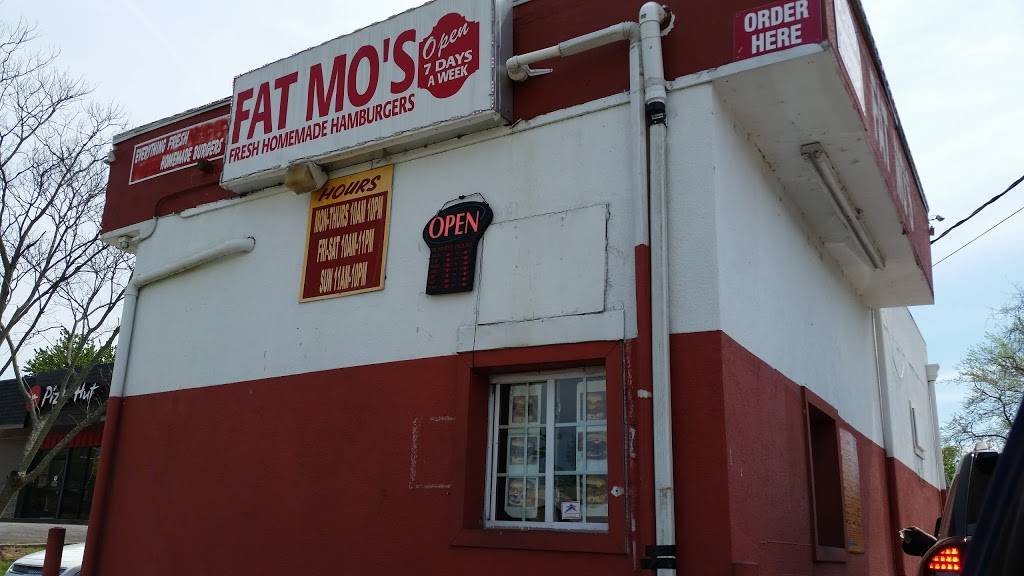 ORDER
HERE
Open
7 DAYS
A WEEK
FAT MO'S
FRESH HOMEMADE HAMBURGERS
EVERYTHING FRESH
HOMEMADE BURGERS
HOURS
MON-THURS 10AM 10PM
FRI-SAT 10AM-11PM
SUN 11AM-10PM
OPEN
Pizza Hut